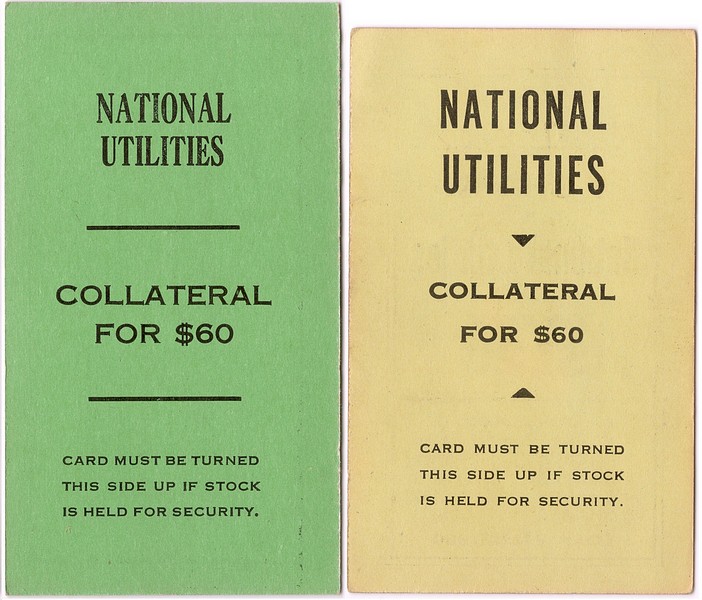 NATIONAL
UTILITIES
COLLATERAL
FOR $60
CARD MUST BE TURNED
THIS SIDE UP IF STOCK
IS HELD FOR SECURITY.
NATIONAL
UTILITIES
COLLATERAL
FOR $60
CARD MUST BE TURNED
THIS SIDE UP IF STOCK
IS HELD FOR SECURITY.